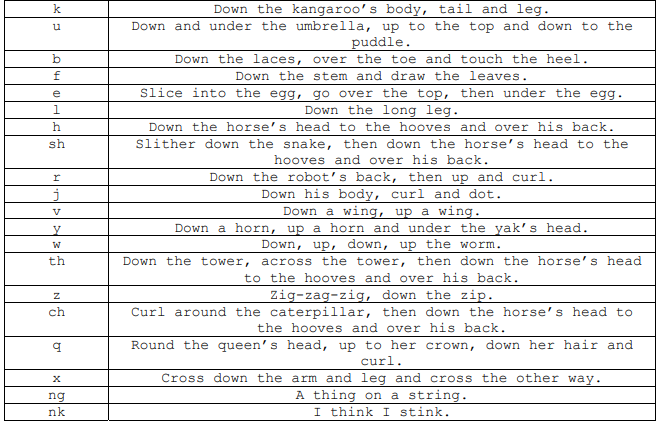 k Down the kangaroo's body, tail and leg.
u Down and under the umbrella, up to the top and down to the
puddle.
b Down the laces, over the toe and touch the heel.
f Down the stem and draw the leaves.
e Slice into the egg, go over the top, then under the egg.
l Down the long leg.
h Down the horse's head to the hooves and over his back.
sh Slither down the snake, then down the horse's head to the
hooves and over his back.
r Down the robot's back, then up and curl.
j Down his body, curl and dot.
v Down a wing, up a wing.
y Down a horn, up a horn and under the yak's head.
w Down, up, down, up the worm.
th Down the tower, across the tower, then down the horse's head
to the hooves and over his back.
z Zig-zag-zig, down the zip.
ch Curl around the caterpillar, then down the horse's head to
the hooves and over his back.
q Round the queen's head, up to her crown, down her hair and
curl.
x Cross down the arm and leg and cross the other way.
ng A thing on a string.
nk I think I stink.